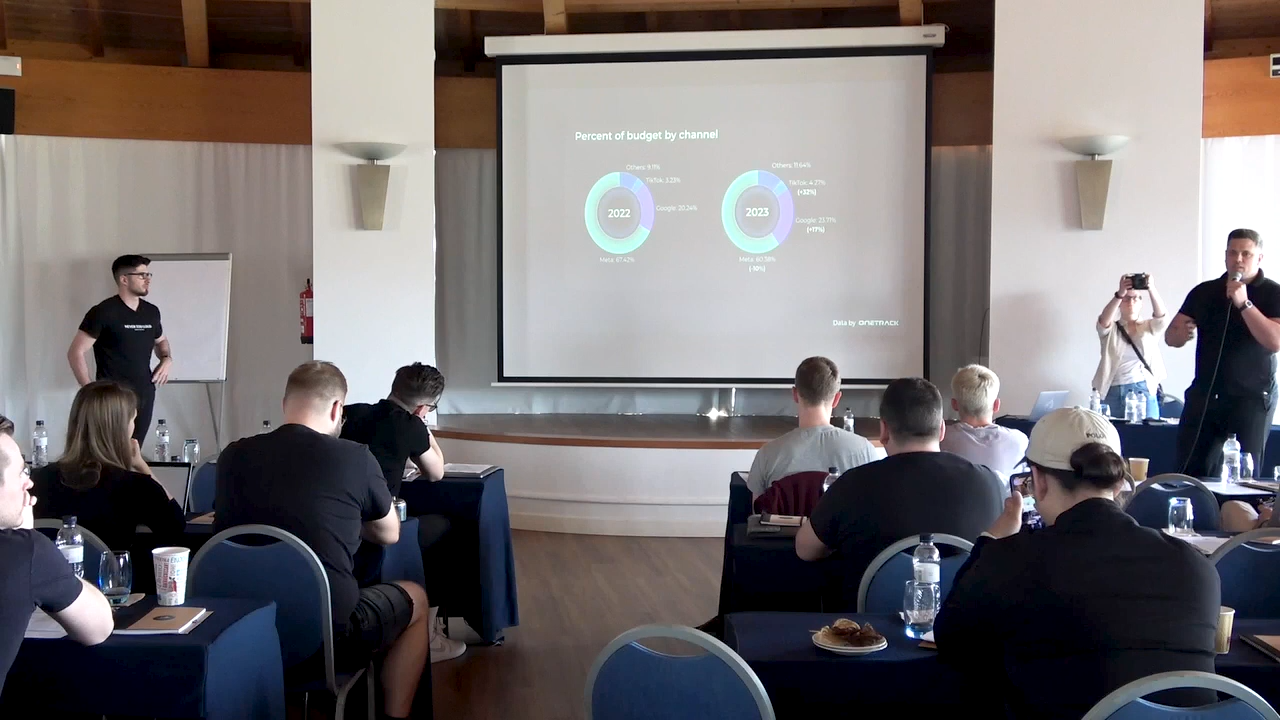 Percent of budget by channel
Others: 9.11%
TikTok: 3.23%
Google: 20.24%
2022
Meta: 67.42%
Others: 11.64%
TikTok: 4.27%
(+32%)
Google: 23.71%
(+17%)
2023
Meta: 60.38%
(-10%)
Data by ONETRACK
POLER